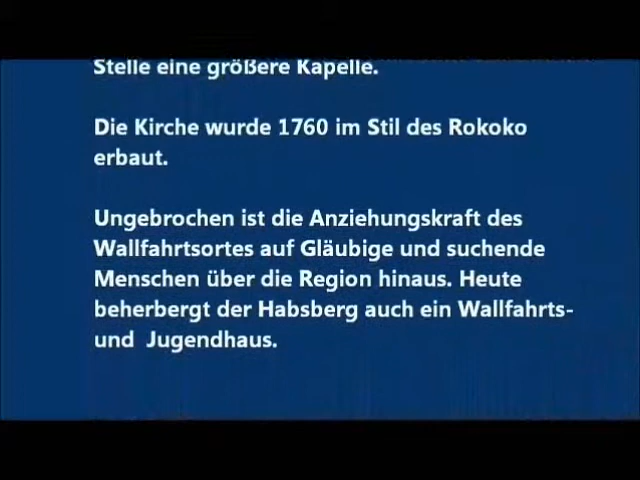 Stelle eine größere Kapelle.
Die Kirche wurde 1760 im Stil des Rokoko
erbaut.
Ungebrochen ist die Anziehungskraft des
Wallfahrtsortes auf Gläubige und suchende
Menschen über die Region hinaus. Heute
beherbergt der Habsberg auch ein Wallfahrts-
und  Jugendhaus.